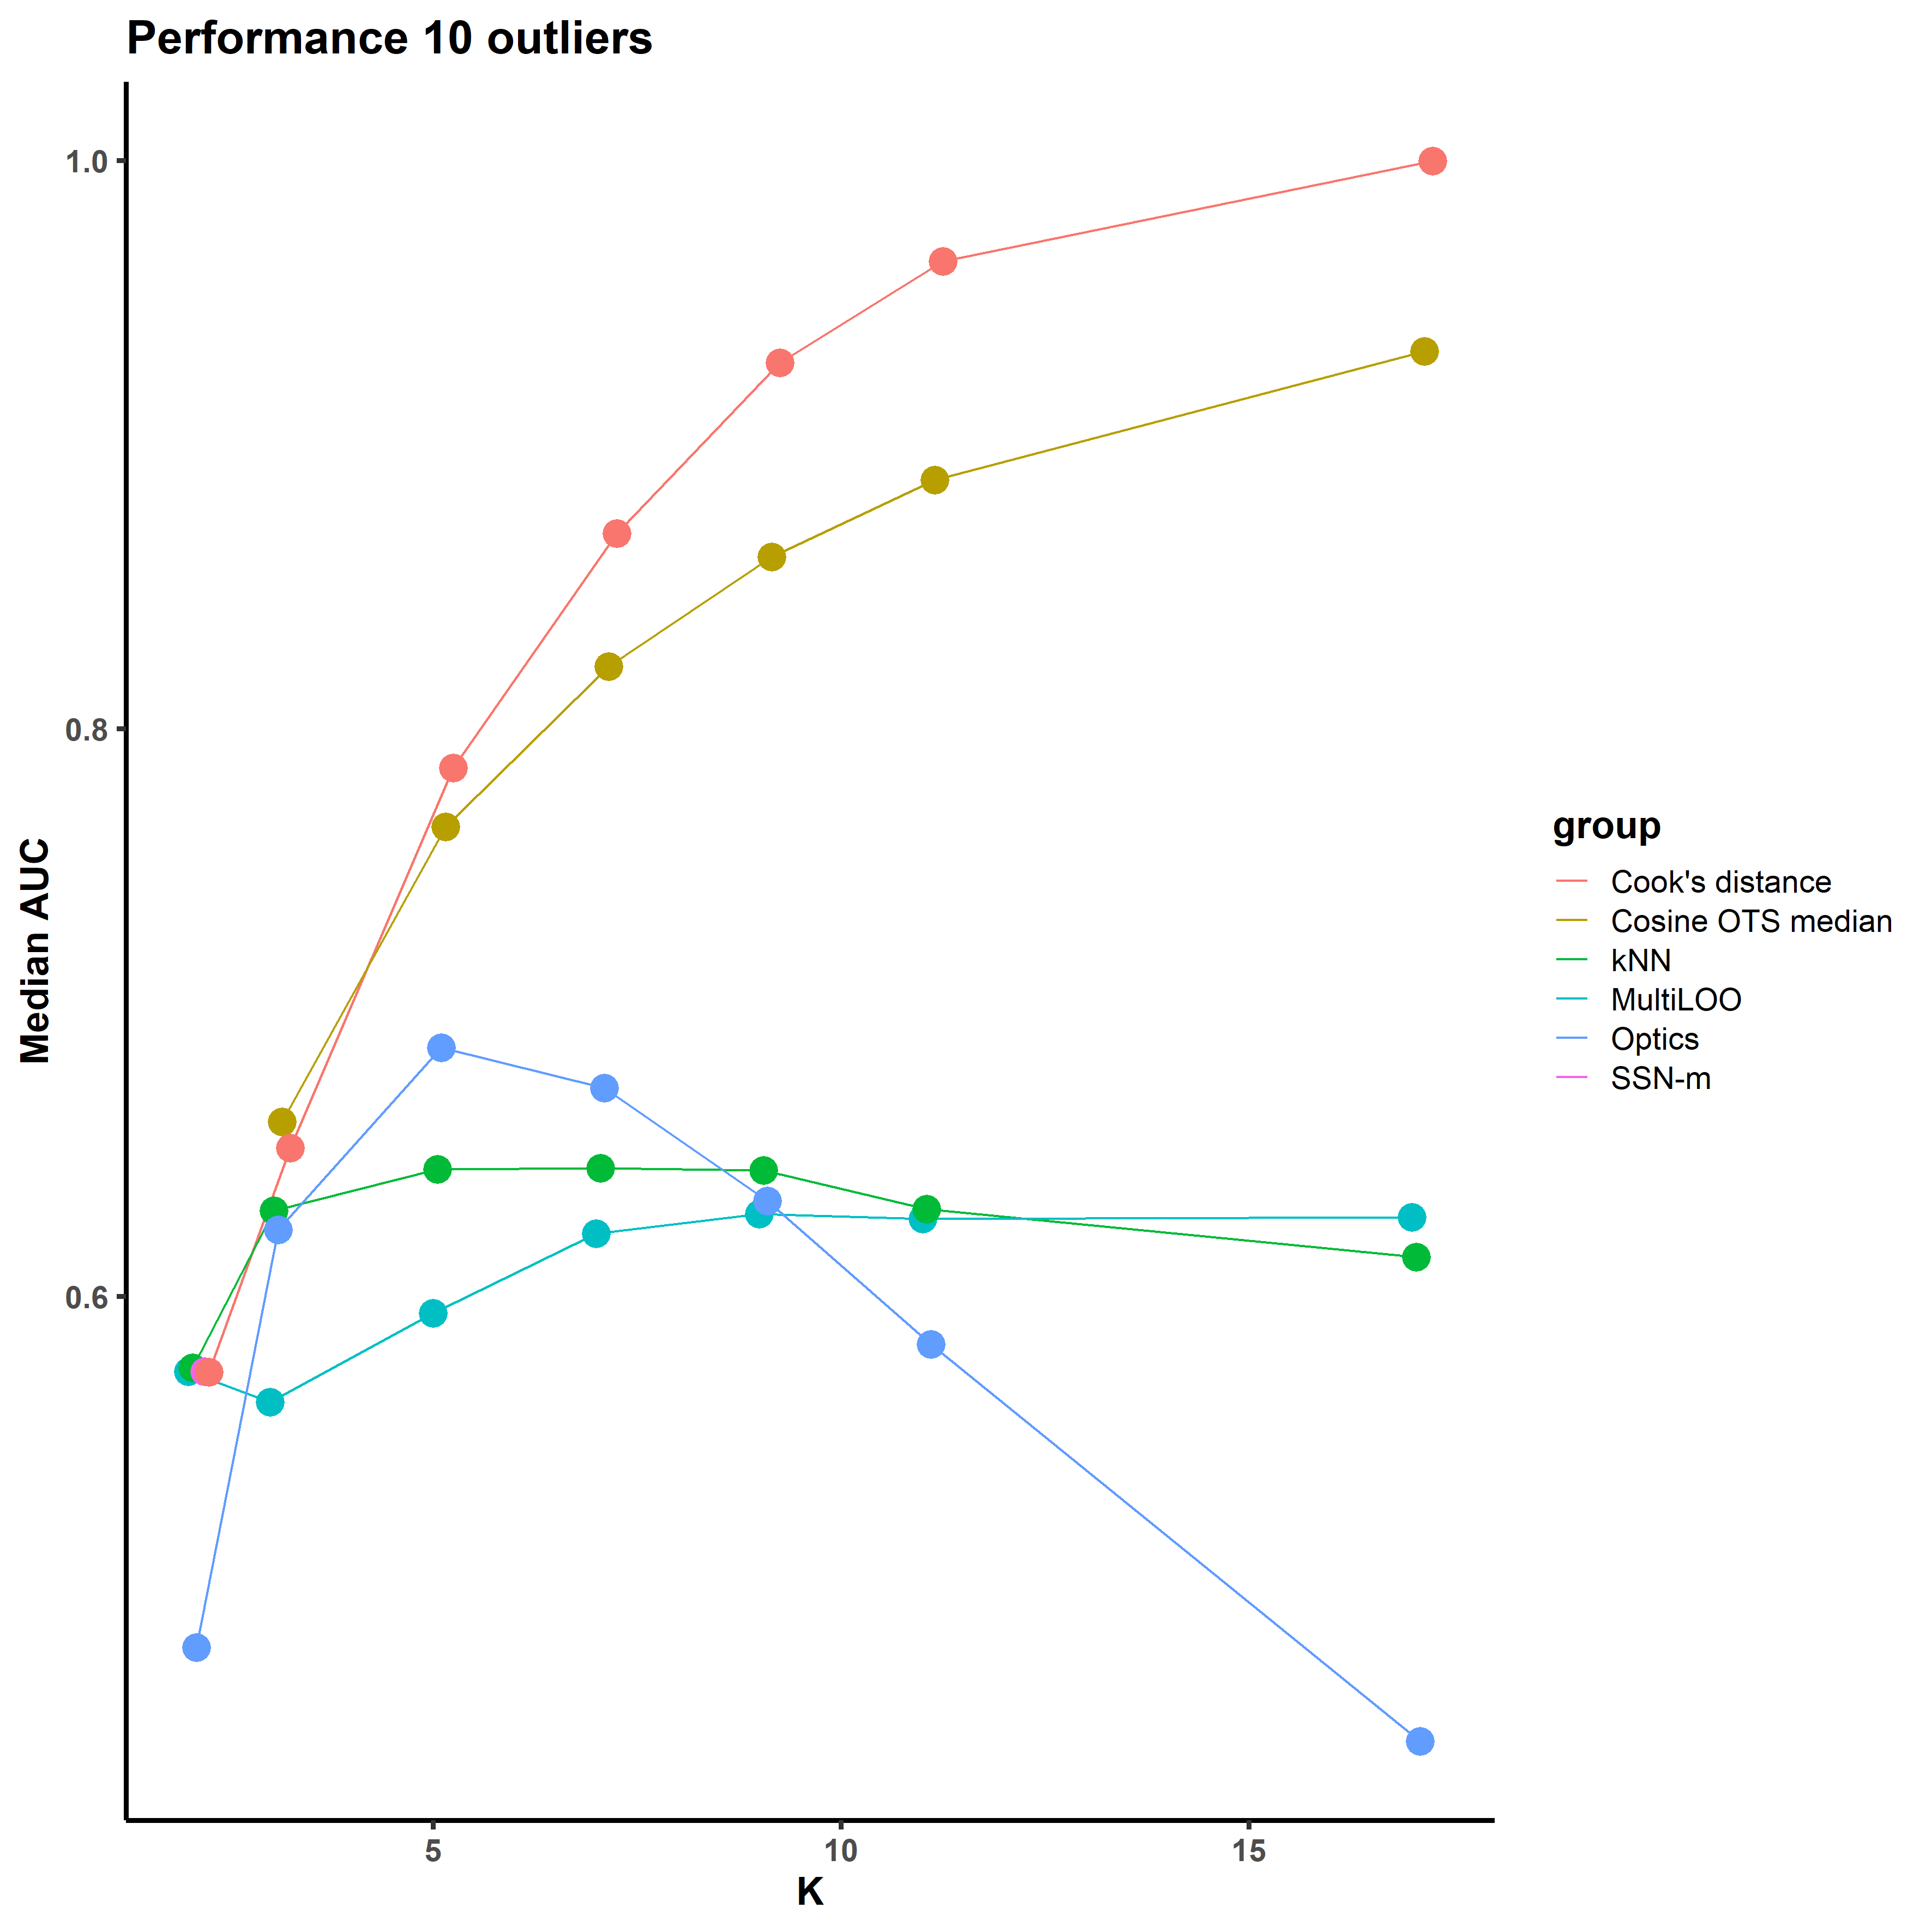 Performance 10 outliers
1.0
0.8
0.6
Median AUC
5
10
15
K
group
Cook's distance
Cosine OTS median
kNN
MultiLOO
Optics
SSN-m